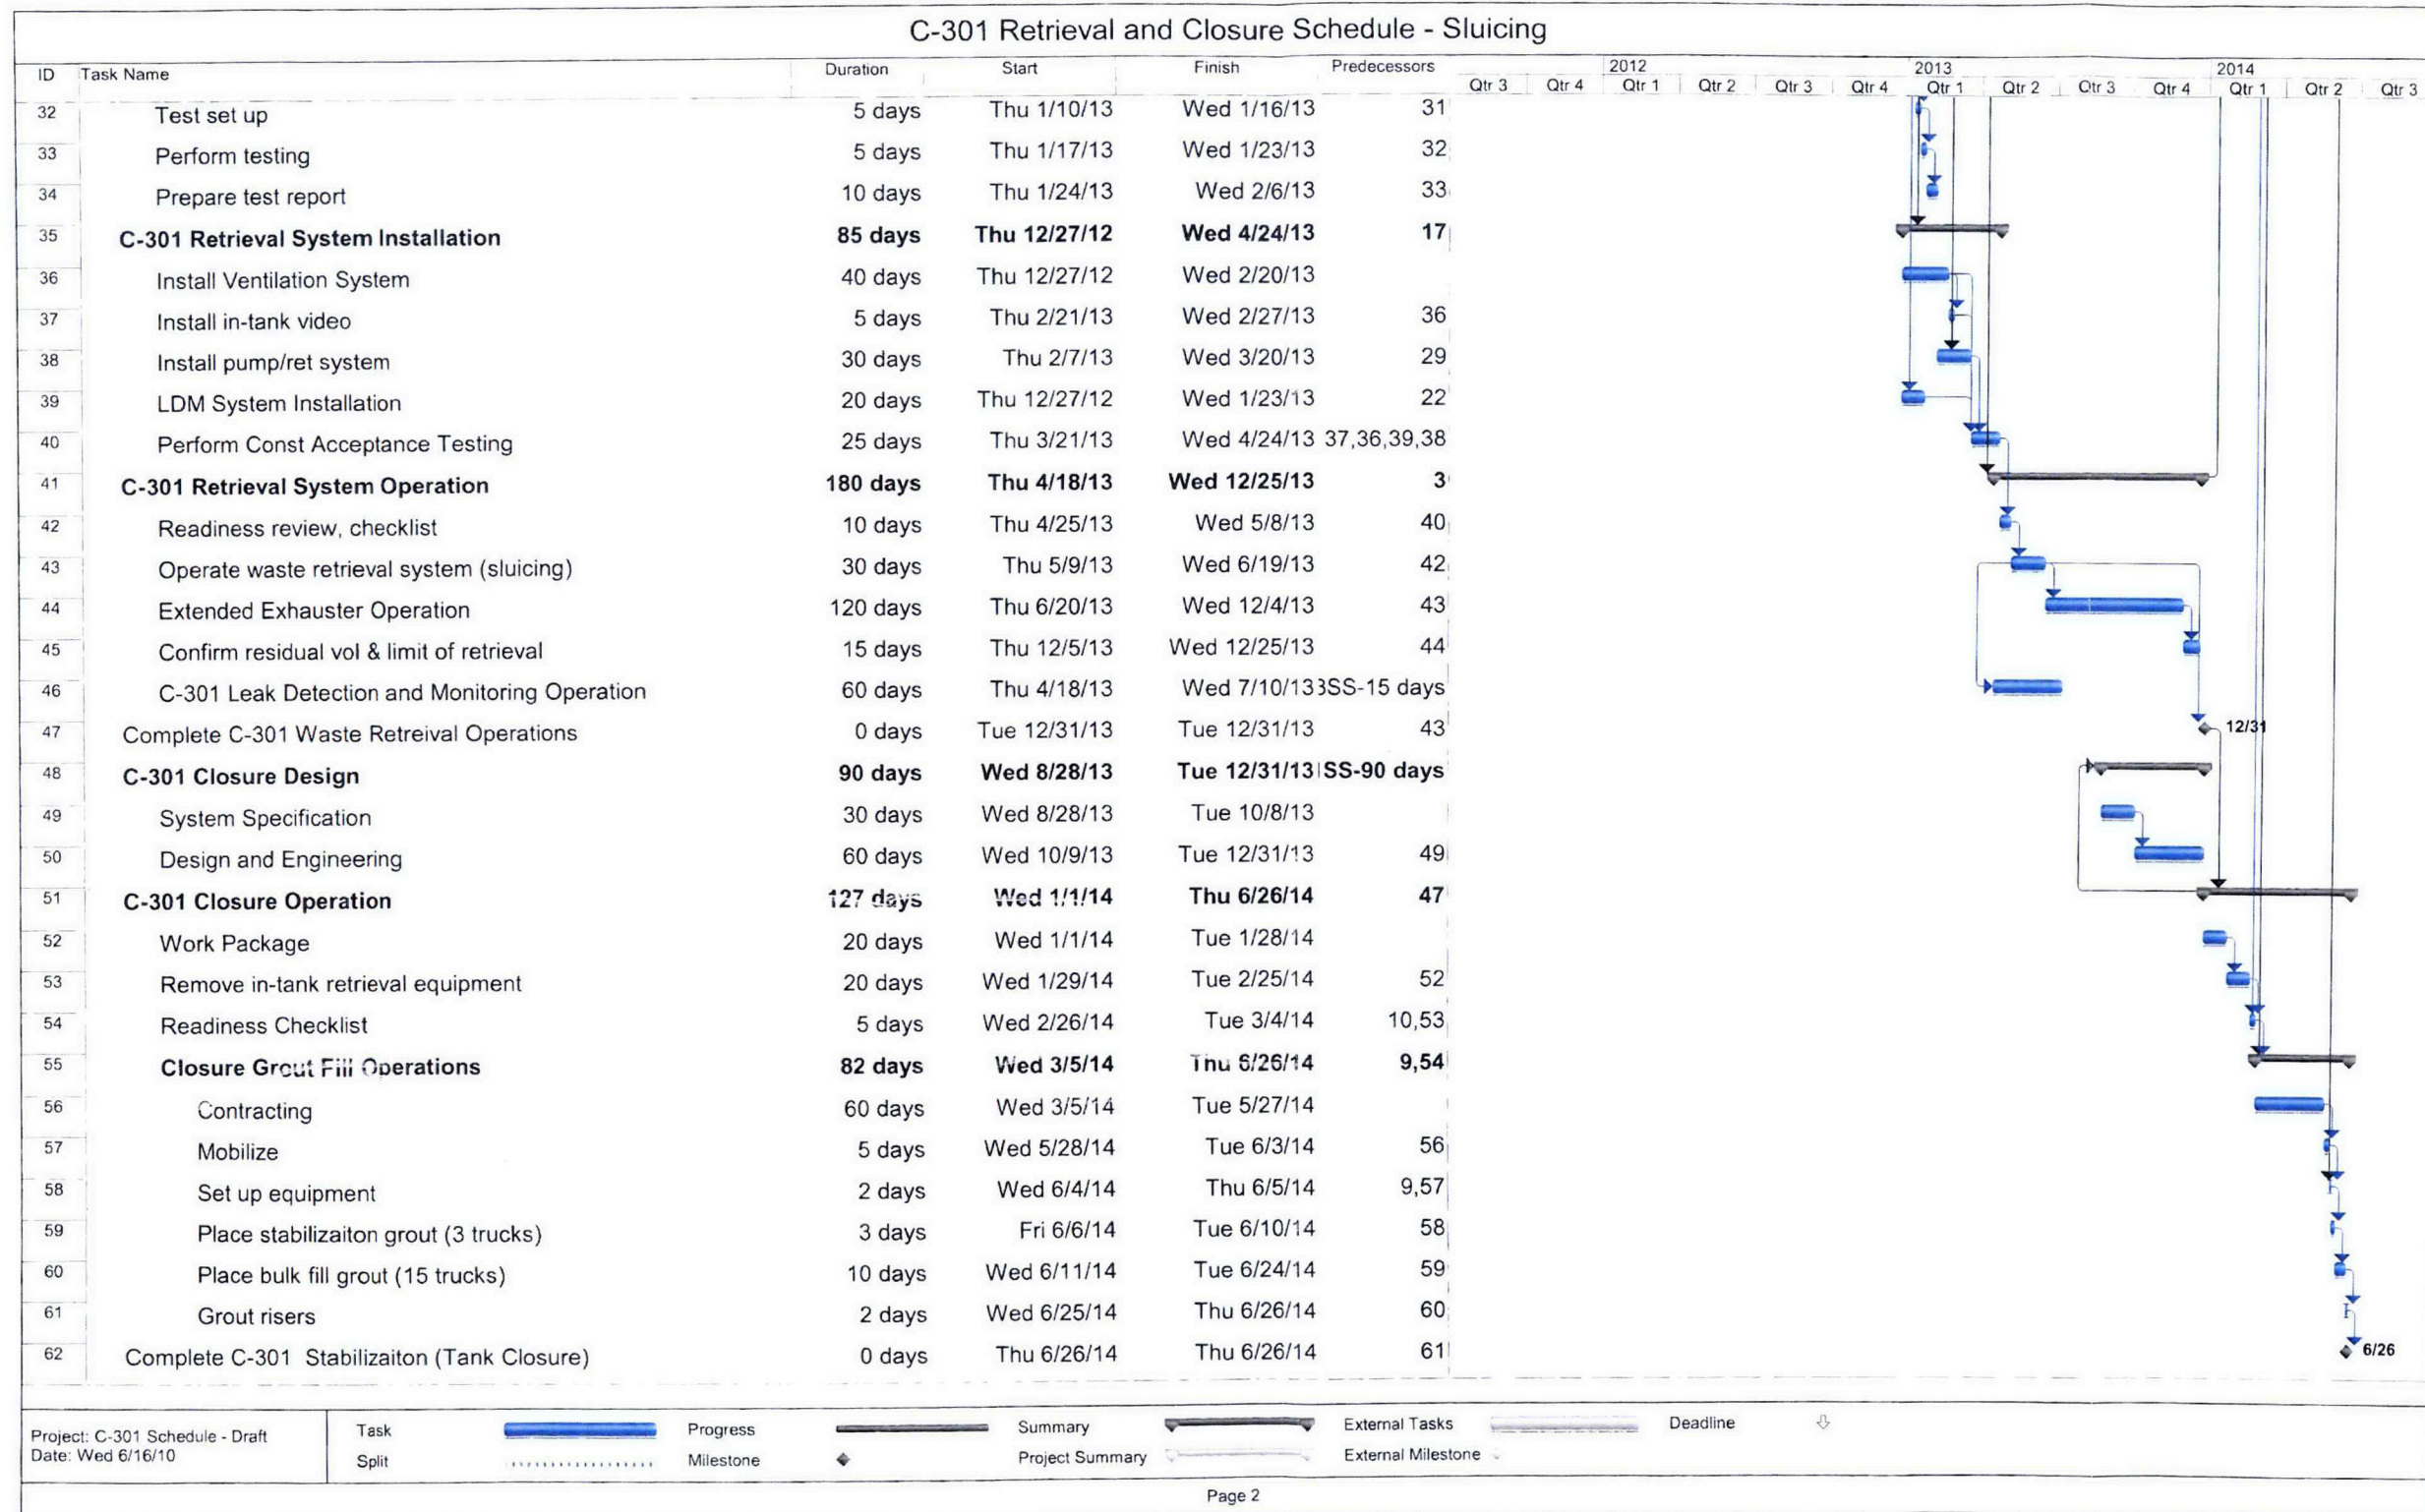 C-301 Retrieval and Closure Schedule - Sluicing
ID Task Name Duration Start Finish Predecessors 2012 2013 2014
Qtr 3 Qtr 4 Qtr 1 Qtr 2 Qtr 3 Qtr 4 Qtr 1 Qtr 2 Qtr 3 Qtr 4 Qtr 1 Qtr 2 Qtr 3
32 Test set up 5 days Thu 1/10/13 Wed 1/16/13 31
33 Perform testing 5 days Thu 1/17/13 Wed 1/23/13 32
34 Prepare test report 10 days Thu 1/24/13 Wed 2/6/13 33
35 C-301 Retrieval System Installation 85 days Thu 12/27/12 Wed 4/24/13 17
36 Install Ventilation System 40 days Thu 12/27/12 Wed 2/20/13
37 Install in-tank video 5 days Thu 2/21/13 Wed 2/27/13 36
38 Install pump/ret system 30 days Thu 2/7/13 Wed 3/20/13 29
39 LDM System Installation 20 days Thu 12/27/12 Wed 1/23/13 22
40 Perform Const Acceptance Testing 25 days Thu 3/21/13 Wed 4/24/13 37,36,39,38
41 C-301 Retrieval System Operation 180 days Thu 4/18/13 Wed 12/25/13 3
42 Readiness review, checklist 10 days Thu 4/25/13 Wed 5/8/13 40
43 Operate waste retrieval system (sluicing) 30 days Thu 5/9/13 Wed 6/19/13 42
44 Extended Exhauster Operation 120 days Thu 6/20/13 Wed 12/4/13 43
45 Confirm residual vol & limit of retrieval 15 days Thu 12/5/13 Wed 12/25/13 44
46 C-301 Leak Detection and Monitoring Operation 60 days Thu 4/18/13 Wed 7/10/13 3SS-15 days
47 Complete C-301 Waste Retreival Operations 0 days Tue 12/31/13 Tue 12/31/13 43 12/31
48 C-301 Closure Design 90 days Wed 8/28/13 Tue 12/31/13 SS-90 days
49 System Specification 30 days Wed 8/28/13 Tue 10/8/13
50 Design and Engineering 60 days Wed 10/9/13 Tue 12/31/13 49
51 C-301 Closure Operation 127 days Wed 1/1/14 Thu 6/26/14 47
52 Work Package 20 days Wed 1/1/14 Tue 1/28/14
53 Remove in-tank retrieval equipment 20 days Wed 1/29/14 Tue 2/25/14 52
54 Readiness Checklist 5 days Wed 2/26/14 Tue 3/4/14 10,53
55 Closure Grout Fill Operations 82 days Wed 3/5/14 Thu 6/26/14 9,54
56 Contracting 60 days Wed 3/5/14 Tue 5/27/14
57 Mobilize 5 days Wed 5/28/14 Tue 6/3/14 56
58 Set up equipment 2 days Wed 6/4/14 Thu 6/5/14 9,57
59 Place stabilizaiton grout (3 trucks) 3 days Fri 6/6/14 Tue 6/10/14 58
60 Place bulk fill grout (15 trucks) 10 days Wed 6/11/14 Tue 6/24/14 59
61 Grout risers 2 days Wed 6/25/14 Thu 6/26/14 60
62 Complete C-301 Stabilizaiton (Tank Closure) 0 days Thu 6/26/14 Thu 6/26/14 61 6/26
Project: C-301 Schedule - Draft
Date: Wed 6/16/10
Task Progress Summary External Tasks Deadline
Split Milestone Project Summary External Milestone
Page 2